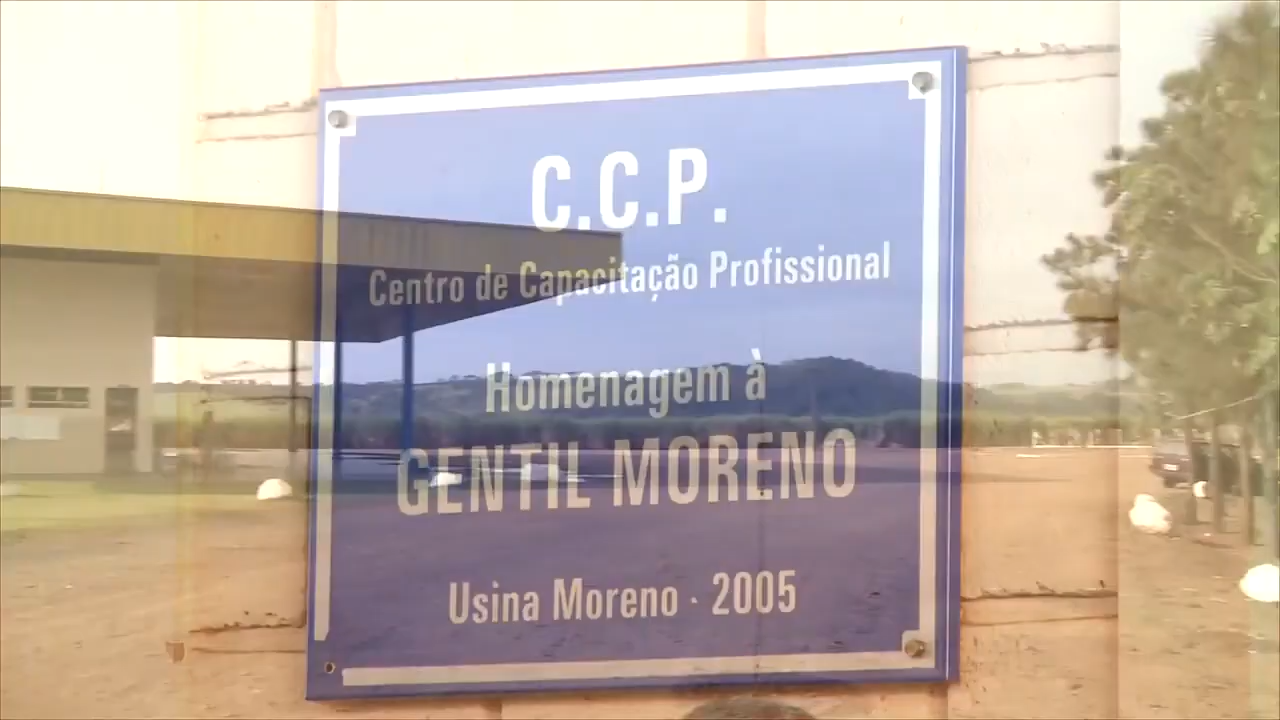 C.C.P.
Centro de Capacitação Profissional
Homenagem à
GENTIL MORENO
Usina Moreno · 2005